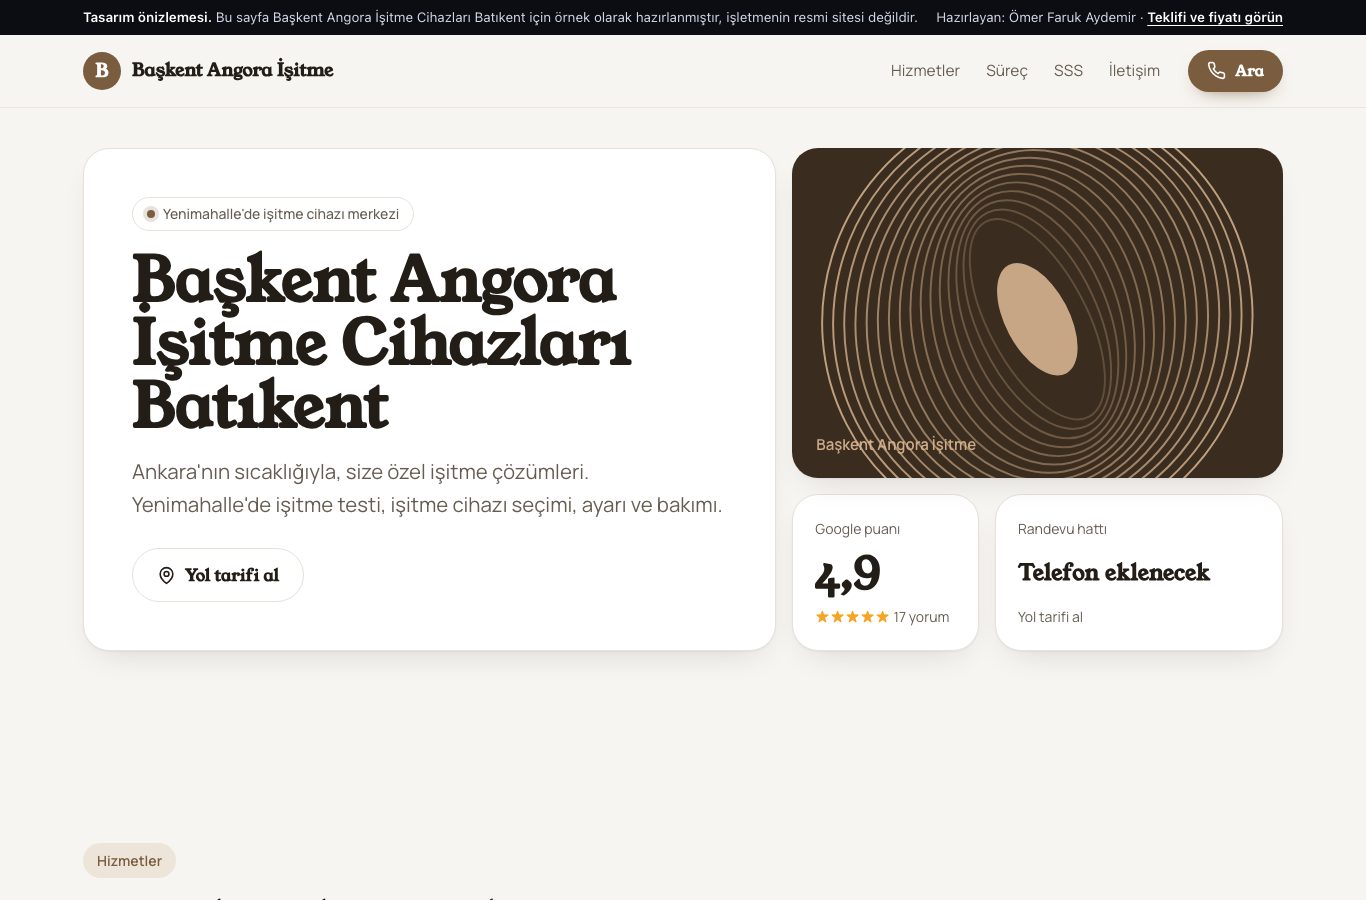 Tasarım önizlemesi. Bu sayfa Başkent Angora İşitme Cihazları Batıkent için örnek olarak hazırlanmıştır, işletmenin resmi sitesi değildir. Hazırlayan: Ömer Faruk Aydemir · Teklifi ve fiyatı görün
B Başkent Angora İşitme Hizmetler Süreç SSS İletişim Ara
Yenimahalle'de işitme cihazı merkezi
Başkent Angora
İşitme Cihazları
Batıkent
Ankara'nın sıcaklığıyla, size özel işitme çözümleri.
Yenimahalle'de işitme testi, işitme cihazı seçimi, ayarı ve bakımı.
Yol tarifi al
Başkent Angora İşitme
Google puanı
4,9
17 yorum
Randevu hattı
Telefon eklenecek
Yol tarifi al
Hizmetler